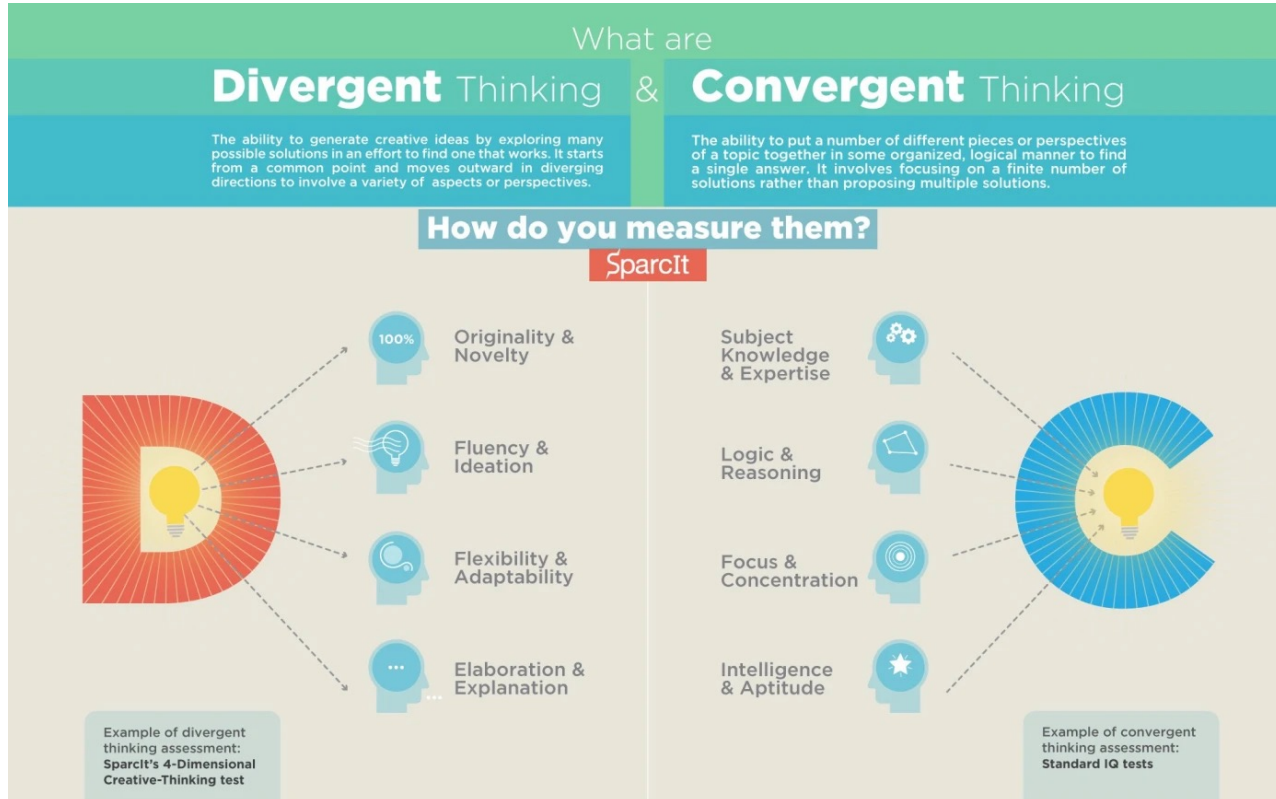 What are
Divergent Thinking & Convergent Thinking
The ability to generate creative ideas by exploring many
possible solutions in an effort to find one that works. It starts
from a common point and moves outward in diverging
directions to involve a variety of aspects or perspectives.
The ability to put a number of different pieces or perspectives
of a topic together in some organized, logical manner to find
a single answer. It involves focusing on a finite number of
solutions rather than proposing multiple solutions.
How do you measure them?
SparcIt
100%
Originality &
Novelty
Fluency &
Ideation
Flexibility &
Adaptability
...
...
Elaboration &
Explanation
D
Example of divergent
thinking assessment:
SparcIt's 4-Dimensional
Creative-Thinking test
Subject
Knowledge
& Expertise
Logic &
Reasoning
Focus &
Concentration
Intelligence
& Aptitude
C
Example of convergent
thinking assessment:
Standard IQ tests